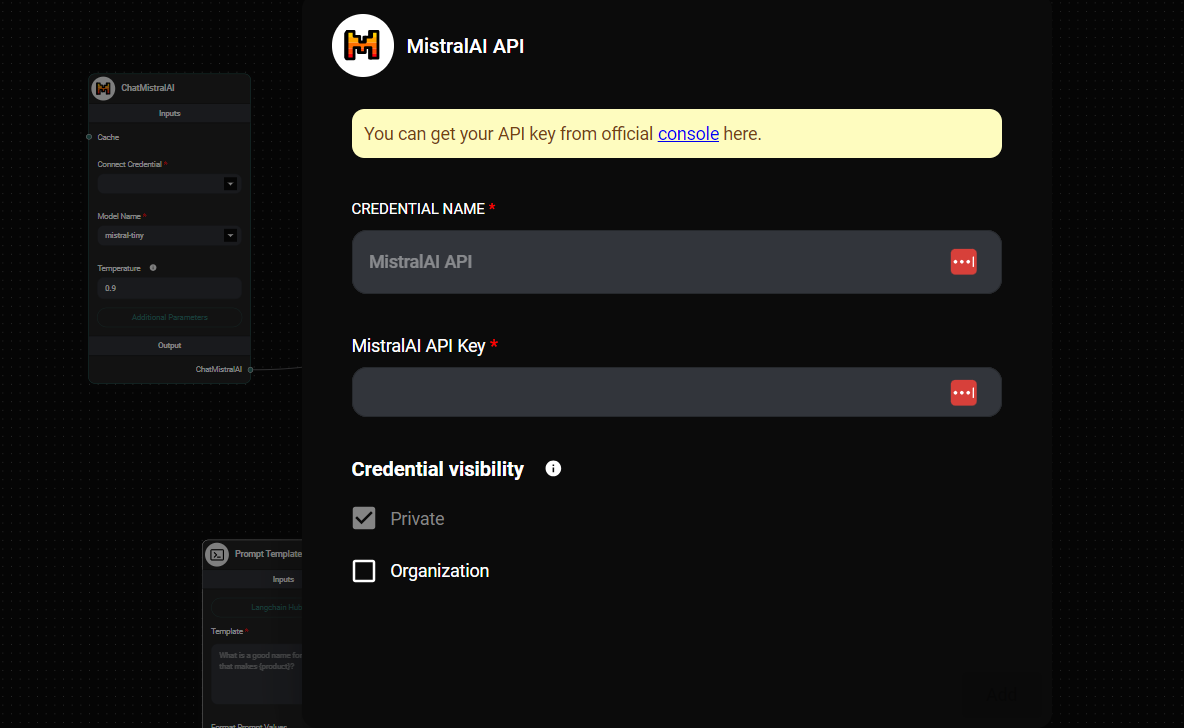 MistralAI API
You can get your API key from official console here.
CREDENTIAL NAME *
MistralAI API
MistralAI API Key *
Credential visibility
Private
Organization
ChatMistralAI
Inputs
Cache
Connect Credential *
Model Name *
mistral-tiny
Temperature
0.9
Additional Parameters
Output
ChatMistralAI
Prompt Template
Inputs
Langchain Hub
Template *
What is a good name for
that makes {product}?
Format Prompt Values